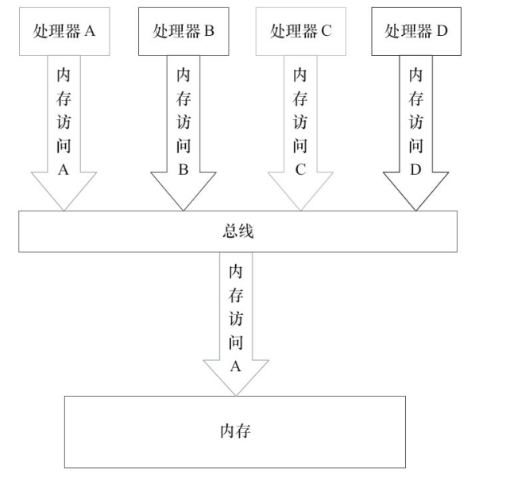 处理器 A
处理器 B
处理器 C
处理器 D
内存访问 A
内存访问 B
内存访问 C
内存访问 D
总线
内存访问 A
内存